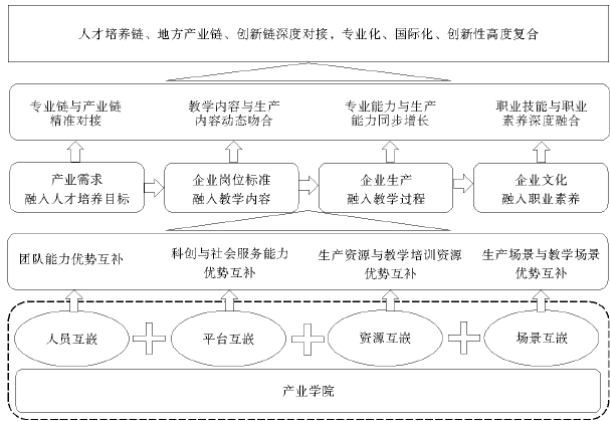 人才培养链、地方产业链、创新链深度对接，专业化、国际化、创新性高度复合
专业链与产业链
精准对接
教学内容与生产
内容动态吻合
专业能力与生产
能力同步增长
职业技能与职业
素养深度融合
产业需求
融入人才培养目标
企业岗位标准
融入教学内容
企业生产
融入教学过程
企业文化
融入职业素养
团队能力优势互补
科创与社会服务能力
优势互补
生产资源与教学培训资源
优势互补
生产场景与教学场景
优势互补
人员互嵌
平台互嵌
资源互嵌
场景互嵌
产业学院